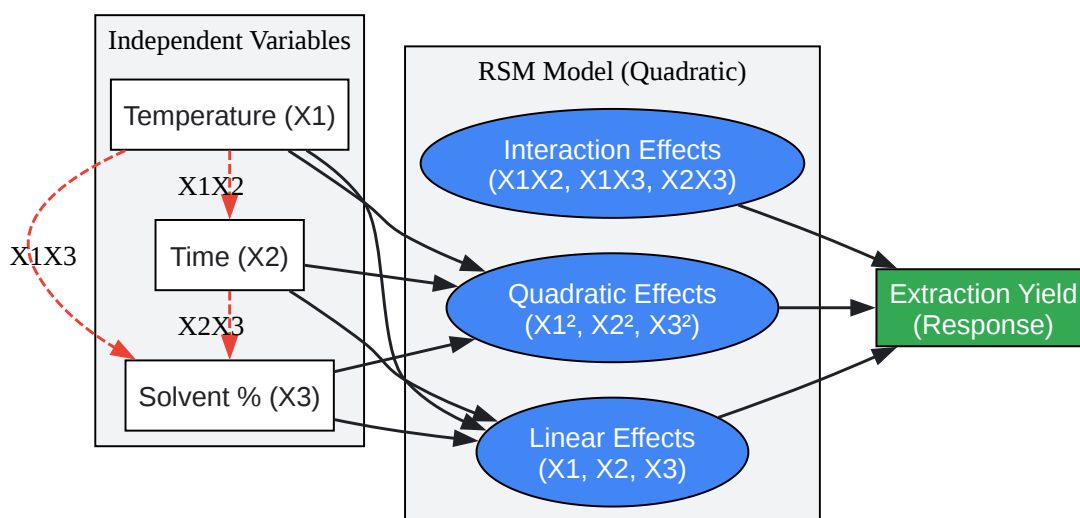 Independent Variables
Temperature (X1)
X1X2
Time (X2)
X1X3
X2X3
Solvent % (X3)
RSM Model (Quadratic)
Interaction Effects
(X1X2, X1X3, X2X3)
Quadratic Effects
(X1², X2², X3²)
Linear Effects
(X1, X2, X3)
Extraction Yield
(Response)